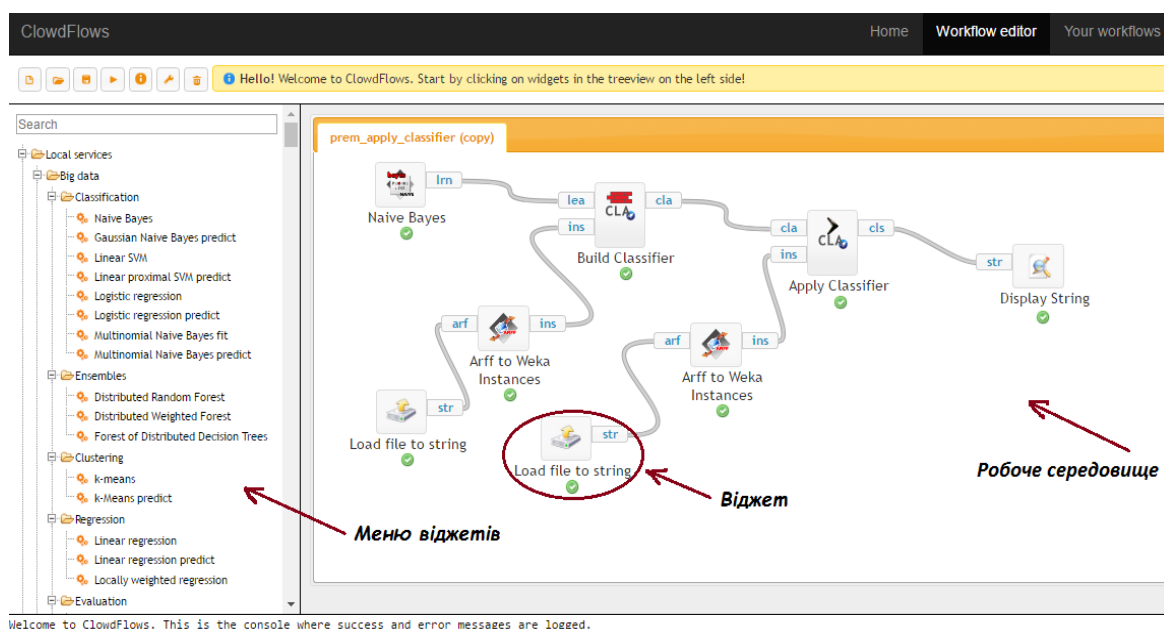 ClowdFlows
Home
Workflow editor
Your workflows
Hello! Welcome to ClowdFlows. Start by clicking on widgets in the treeview on the left side!
Search
Local services
Big data
Classification
Naive Bayes
Gaussian Naive Bayes predict
Linear SVM
Linear proximal SVM predict
Logistic regression
Logistic regression predict
Multinomial Naive Bayes fit
Multinomial Naive Bayes predict
Ensembles
Distributed Random Forest
Distributed Weighted Forest
Forest of Distributed Decision Trees
Clustering
k-means
k-Means predict
Regression
Linear regression
Linear regression predict
Locally weighted regression
Evaluation
prem_apply_classifier (copy)
lrn
Naive Bayes
lea
ins
CLA
cla
Build Classifier
cla
ins
CLA
cls
Apply Classifier
str
Display String
arf
ins
Arff to Weka
Instances
arf
ins
Arff to Weka
Instances
str
Load file to string
str
Load file to string
Меню віджетів
Віджет
Робоче середовище
Welcome to ClowdFlows. This is the console where success and error messages are logged.